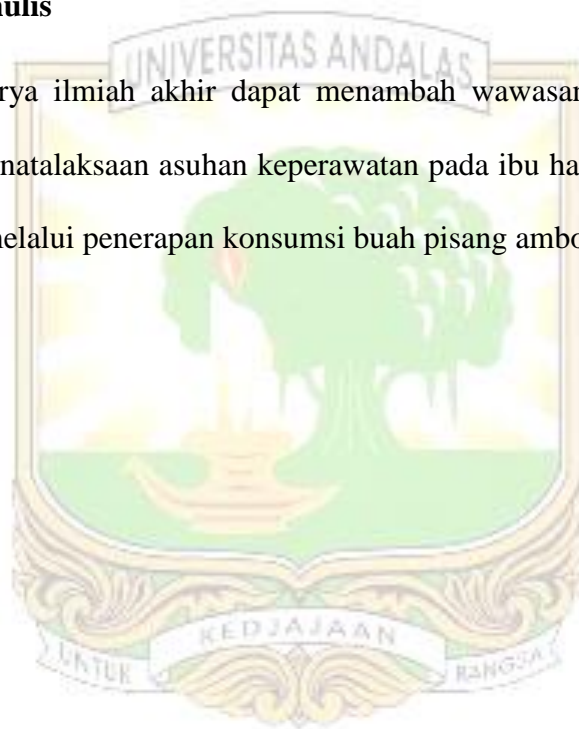 ulis
UNIVERSITAS ANDALAS
rya ilmiah akhir dapat menambah wawasan
natalaksaan asuhan keperawatan pada ibu ha
elalui penerapan konsumsi buah pisang ambo
KEDJAJAAN
UNTUK BANGSA